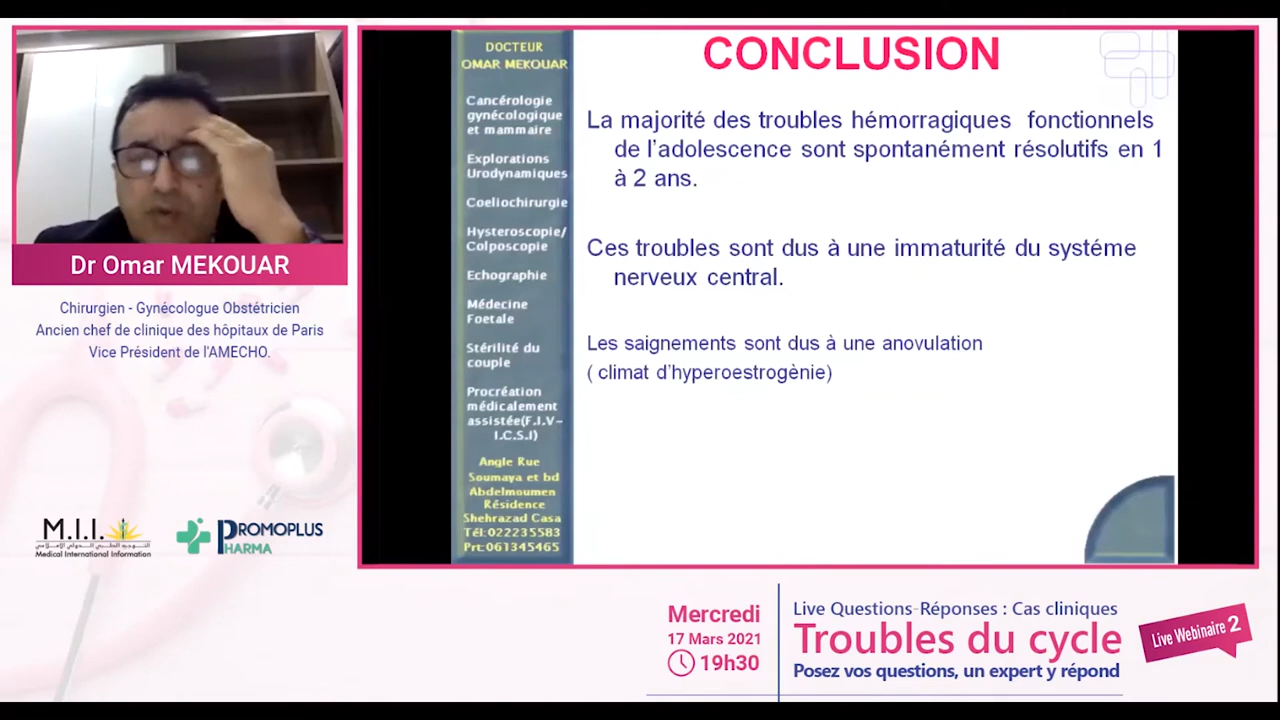 Dr Omar MEKOUAR
Chirurgien - Gynécologue Obstétricien
Ancien chef de clinique des hôpitaux de Paris
Vice Président de l'AMECHO.
M.I.I.
Medical International Information
PROMOPLUS
PHARMA
DOCTEUR
OMAR MEKOUAR
Cancérologie
gynécologique
et mammaire
Explorations
Urodynamiques
Coeliochirurgie
Hysteroscopie/
Colposcopie
Echographie
Médecine
Foetale
Stérilité du
couple
Procréation
médicalement
assistée(F.I.V-
I.C.S.I)
Angle Rue
Soumaya et bd
Abdelmoumen
Résidence
Shehrazad Casa
Tél:022235583
Prt:061345465
CONCLUSION
La majorité des troubles hémorragiques fonctionnels
de l'adolescence sont spontanément résolutifs en 1
à 2 ans.
Ces troubles sont dus à une immaturité du systéme
nerveux central.
Les saignements sont dus à une anovulation
( climat d'hyperoestrogènie)
Mercredi
17 Mars 2021
19h30
Live Questions-Réponses : Cas cliniques
Troubles du cycle
Posez vos questions, un expert y répond
Live Webinaire 2